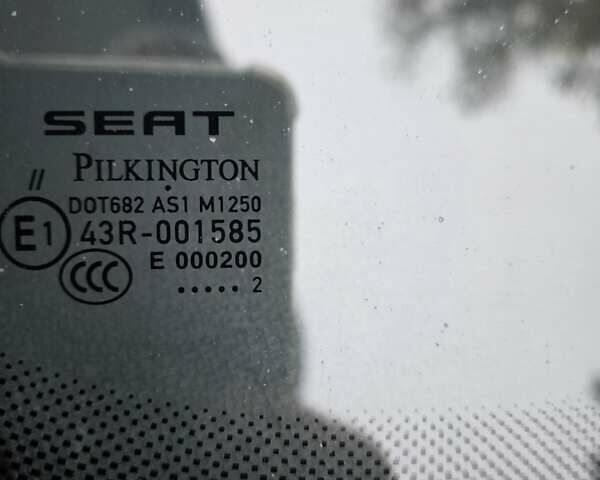 SEAT
PILKINGTON
//
DOT682 AS1 M1250
E1 43R-001585
CCC E 000200
..... 2